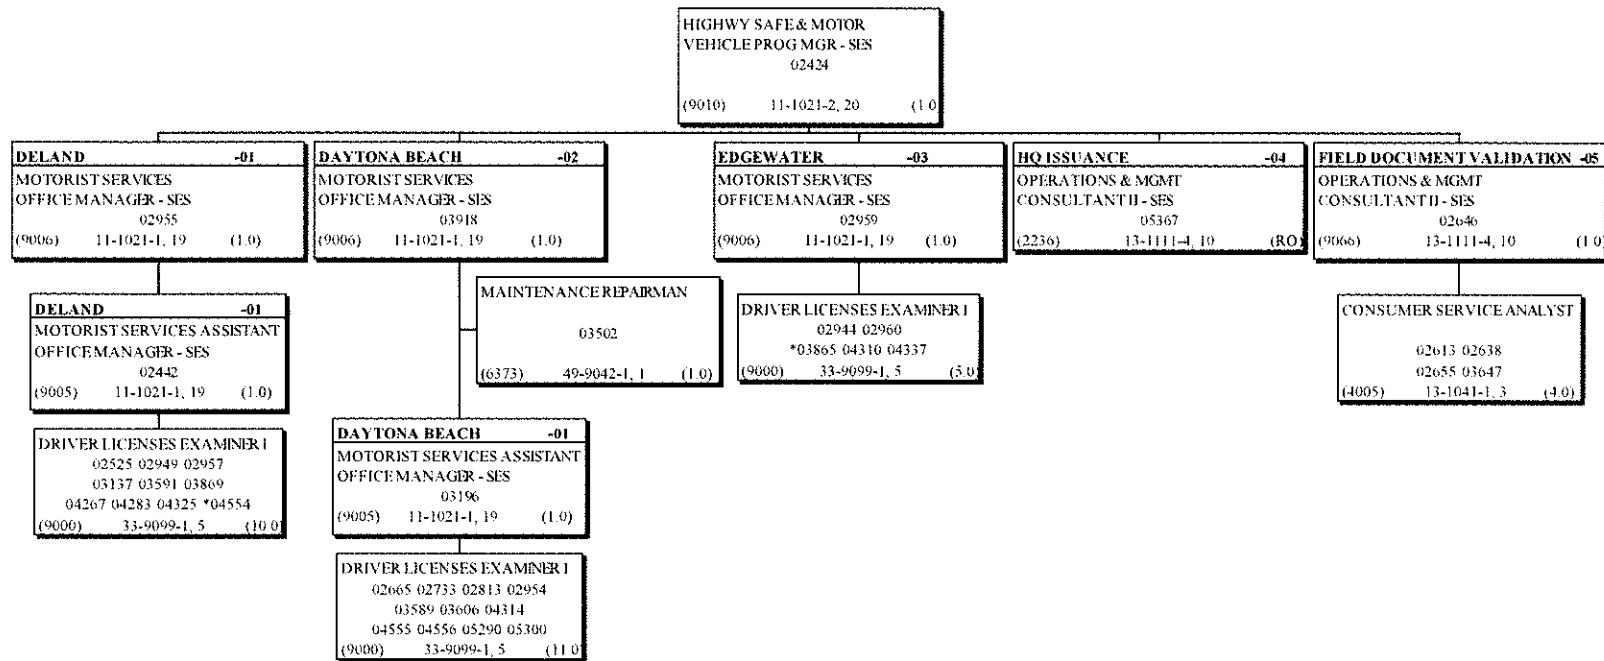 HIGHWY SAFE & MOTOR
VEHICLE PROG MGR - SES
02424
(9010) 11-1021-2, 20 (1 0
DELAND -01
MOTORIST SERVICES
OFFICE MANAGER - SES
02955
(9006) 11-1021-1, 19 (1.0)
DELAND -01
MOTORIST SERVICES ASSISTANT
OFFICE MANAGER - SES
02442
(9005) 11-1021-1, 19 (1.0)
DRIVER LICENSES EXAMINER I
02525 02949 02957
03137 03591 03869
04267 04283 04325 *04554
(9000) 33-9099-1, 5 (10 0
DAYTONA BEACH -02
MOTORIST SERVICES
OFFICE MANAGER - SES
03918
(9006) 11-1021-1, 19 (1.0)
MAINTENANCE REPAIRMAN
03502
(6373) 49-9042-1, 1 (1.0)
DAYTONA BEACH -01
MOTORIST SERVICES ASSISTANT
OFFICE MANAGER - SES
03196
(9005) 11-1021-1, 19 (1.0)
DRIVER LICENSES EXAMINER I
02665 02733 02813 02954
03589 03606 04314
04555 04556 05290 05300
(9000) 33-9099-1, 5 (11 0
EDGEWATER -03
MOTORIST SERVICES
OFFICE MANAGER - SES
02959
(9006) 11-1021-1, 19 (1.0)
DRIVER LICENSES EXAMINER I
02944 02960
*03865 04310 04337
(9000) 33-9099-1, 5 (5.0)
HQ ISSUANCE -04
OPERATIONS & MGMT
CONSULTANT II - SES
05367
(2236) 13-1111-4, 10 (RO)
FIELD DOCUMENT VALIDATION -05
OPERATIONS & MGMT
CONSULTANT II - SES
02646
(9066) 13-1111-4, 10 (1 0)
CONSUMER SERVICE ANALYST
02613 02638
02655 03647
(4005) 13-1041-1, 3 (4.0)